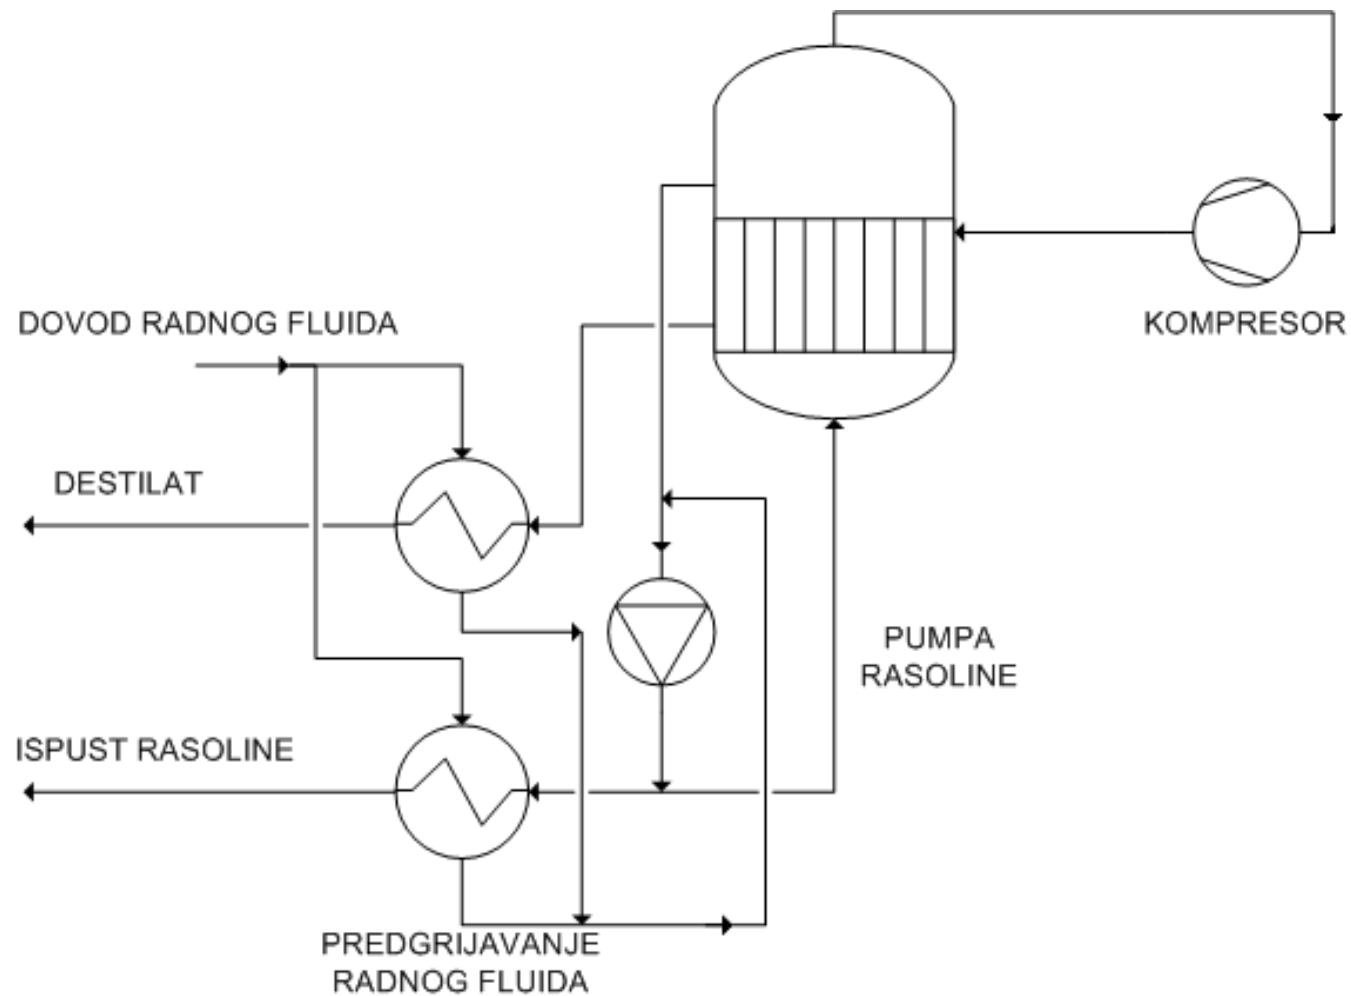 DOVOD RADNOG FLUIDA
KOMPRESOR
DESTILAT
PUMPA
RASOLINE
ISPUST RASOLINE
PREDGRIJAVANJE
RADNOG FLUIDA